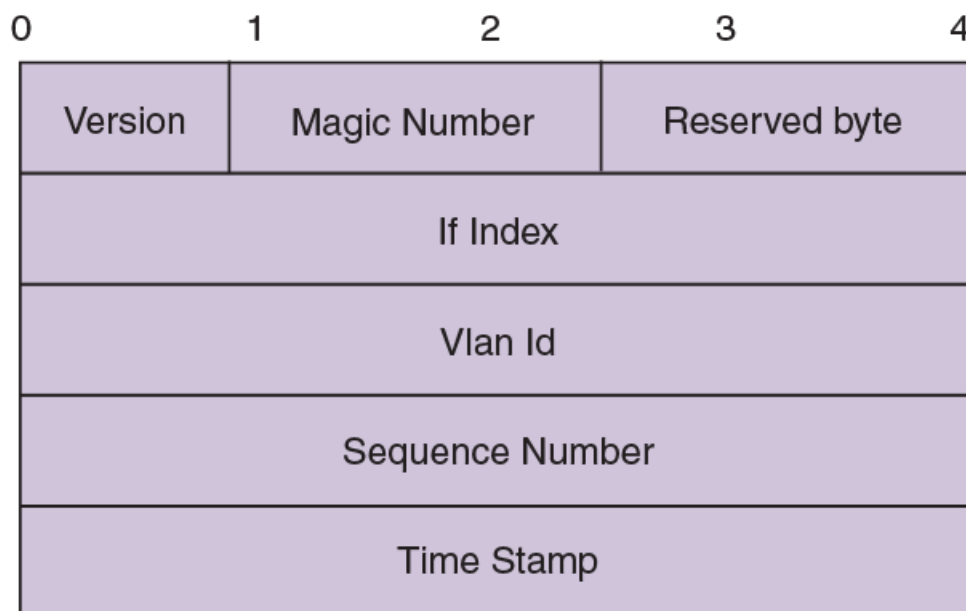 0 1 2 3 4
Version Magic Number Reserved byte
If Index
Vlan Id
Sequence Number
Time Stamp